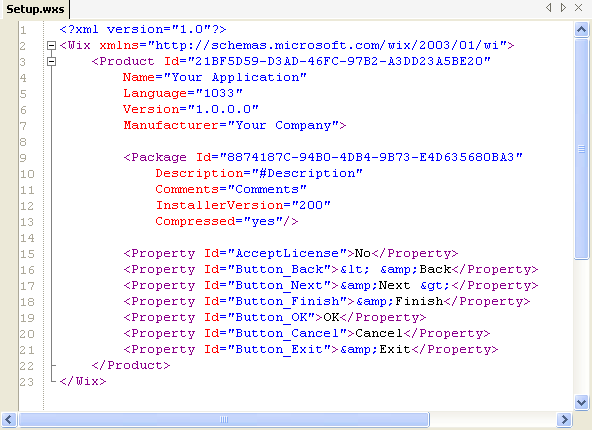 Setup.wxs
1 <?xml version="1.0"?>
2 <Wix xmlns="http://schemas.microsoft.com/wix/2003/01/wi">
3 <Product Id="21BF5D59-D3AD-46FC-97B2-A3DD23A5BE20"
4 Name="Your Application"
5 Language="1033"
6 Version="1.0.0.0"
7 Manufacturer="Your Company">
8
9 <Package Id="8874187C-94B0-4DB4-9B73-E4D635680BA3"
10 Description="#Description"
11 Comments="Comments"
12 InstallerVersion="200"
13 Compressed="yes"/>
14
15 <Property Id="AcceptLicense">No</Property>
16 <Property Id="Button_Back">&lt; &amp;Back</Property>
17 <Property Id="Button_Next">&amp;Next &gt;</Property>
18 <Property Id="Button_Finish">&amp;Finish</Property>
19 <Property Id="Button_OK">OK</Property>
20 <Property Id="Button_Cancel">Cancel</Property>
21 <Property Id="Button_Exit">&amp;Exit</Property>
22 </Product>
23 </Wix>